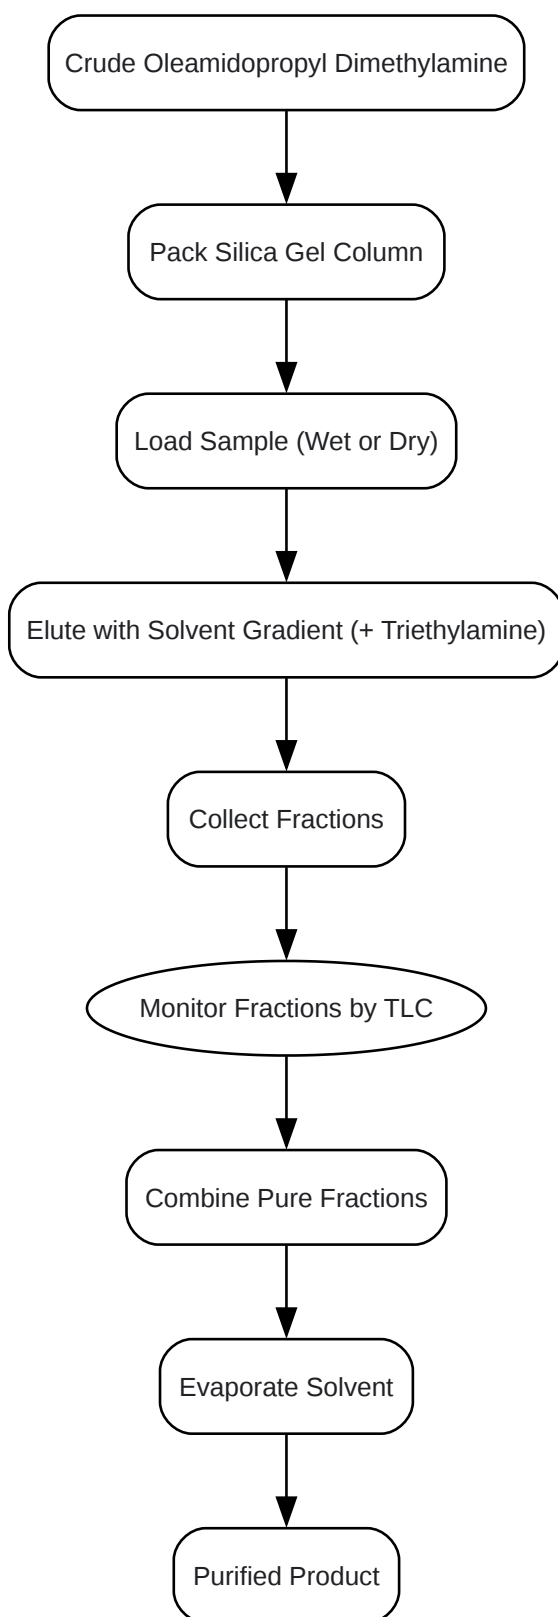 Crude Oleamidopropyl Dimethylamine
Pack Silica Gel Column
Load Sample (Wet or Dry)
Elute with Solvent Gradient (+ Triethylamine)
Collect Fractions
Monitor Fractions by TLC
Combine Pure Fractions
Evaporate Solvent
Purified Product